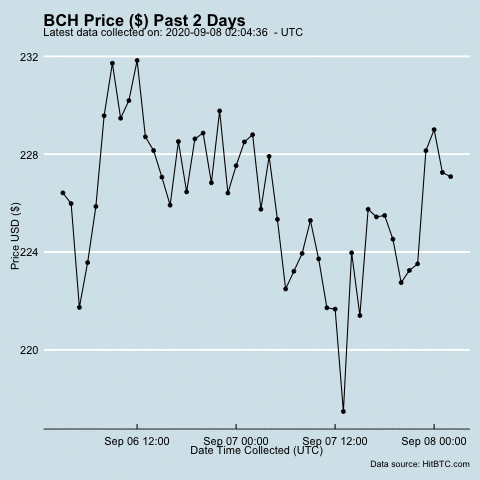 BCH Price ($) Past 2 Days
Latest data collected on: 2020-09-08 02:04:36 - UTC
232
228
224
220
Price USD ($)
Sep 06 12:00 Sep 07 00:00 Sep 07 12:00 Sep 08 00:00
Date Time Collected (UTC)
Data source: HitBTC.com